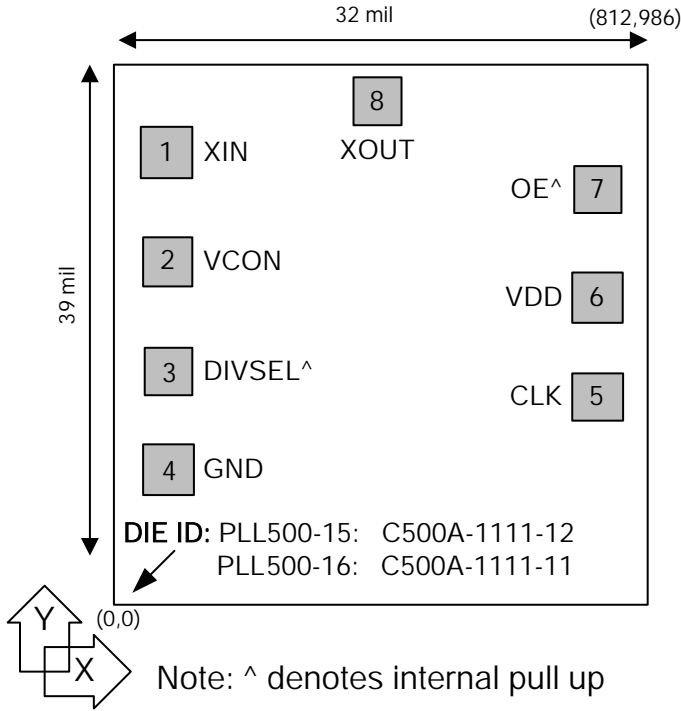 32 mil
(812,986)
8
1 XIN
XOUT
OE^ 7
2 VCON
39 mil
VDD 6
3 DIVSEL^
CLK 5
4 GND
DIE ID: PLL500-15: C500A-1111-12
PLL500-16: C500A-1111-11
Y
(0,0)
X
Note: ^ denotes internal pull up